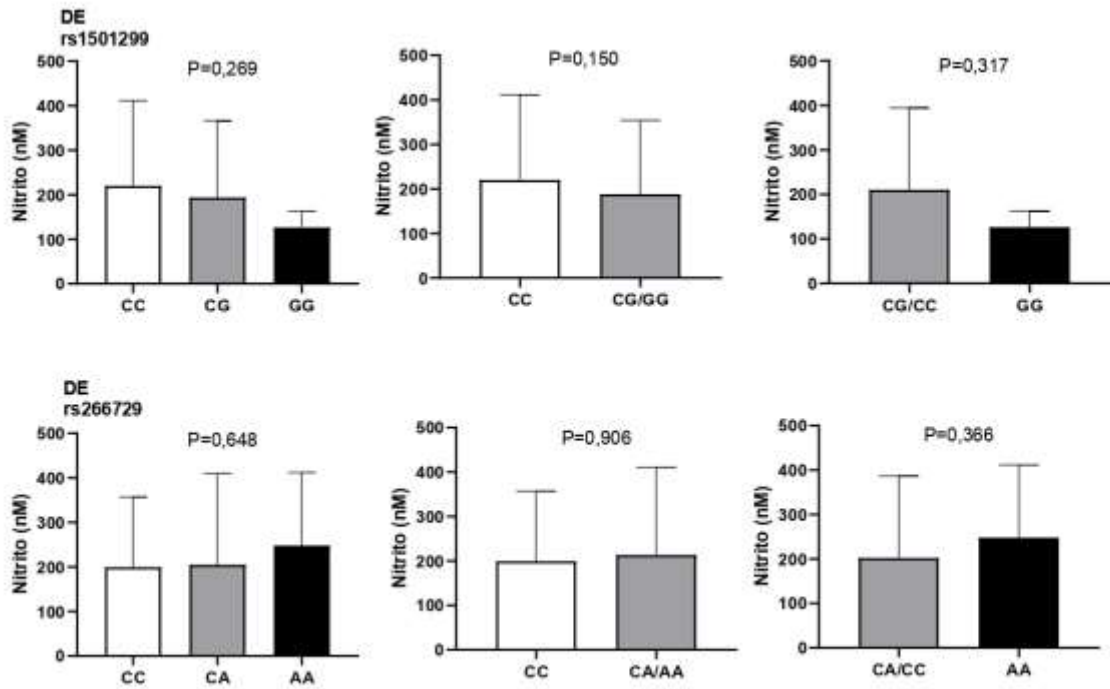 DE
rs1501299
P=0,269
500
400
300
200
100
0
Nitrito (nM)
CC CG GG
P=0,150
500
400
300
200
100
0
Nitrito (nM)
CC CG/GG
P=0,317
500
400
300
200
100
0
Nitrito (nM)
CG/CC GG
DE
rs266729
P=0,648
500
400
300
200
100
0
Nitrito (nM)
CC CA AA
P=0,906
500
400
300
200
100
0
Nitrito (nM)
CC CA/AA
P=0,366
500
400
300
200
100
0
Nitrito (nM)
CA/CC AA